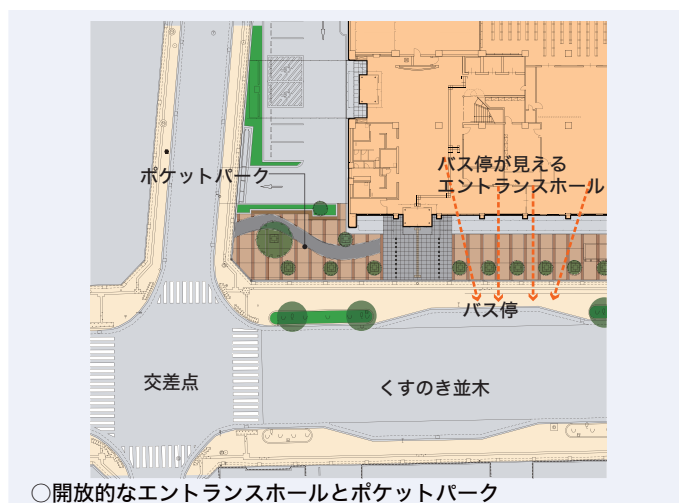 バス停が見える
エントランスホール
ポケットパーク
バス停
交差点
くすのき並木
○開放的なエントランスホールとポケットパーク